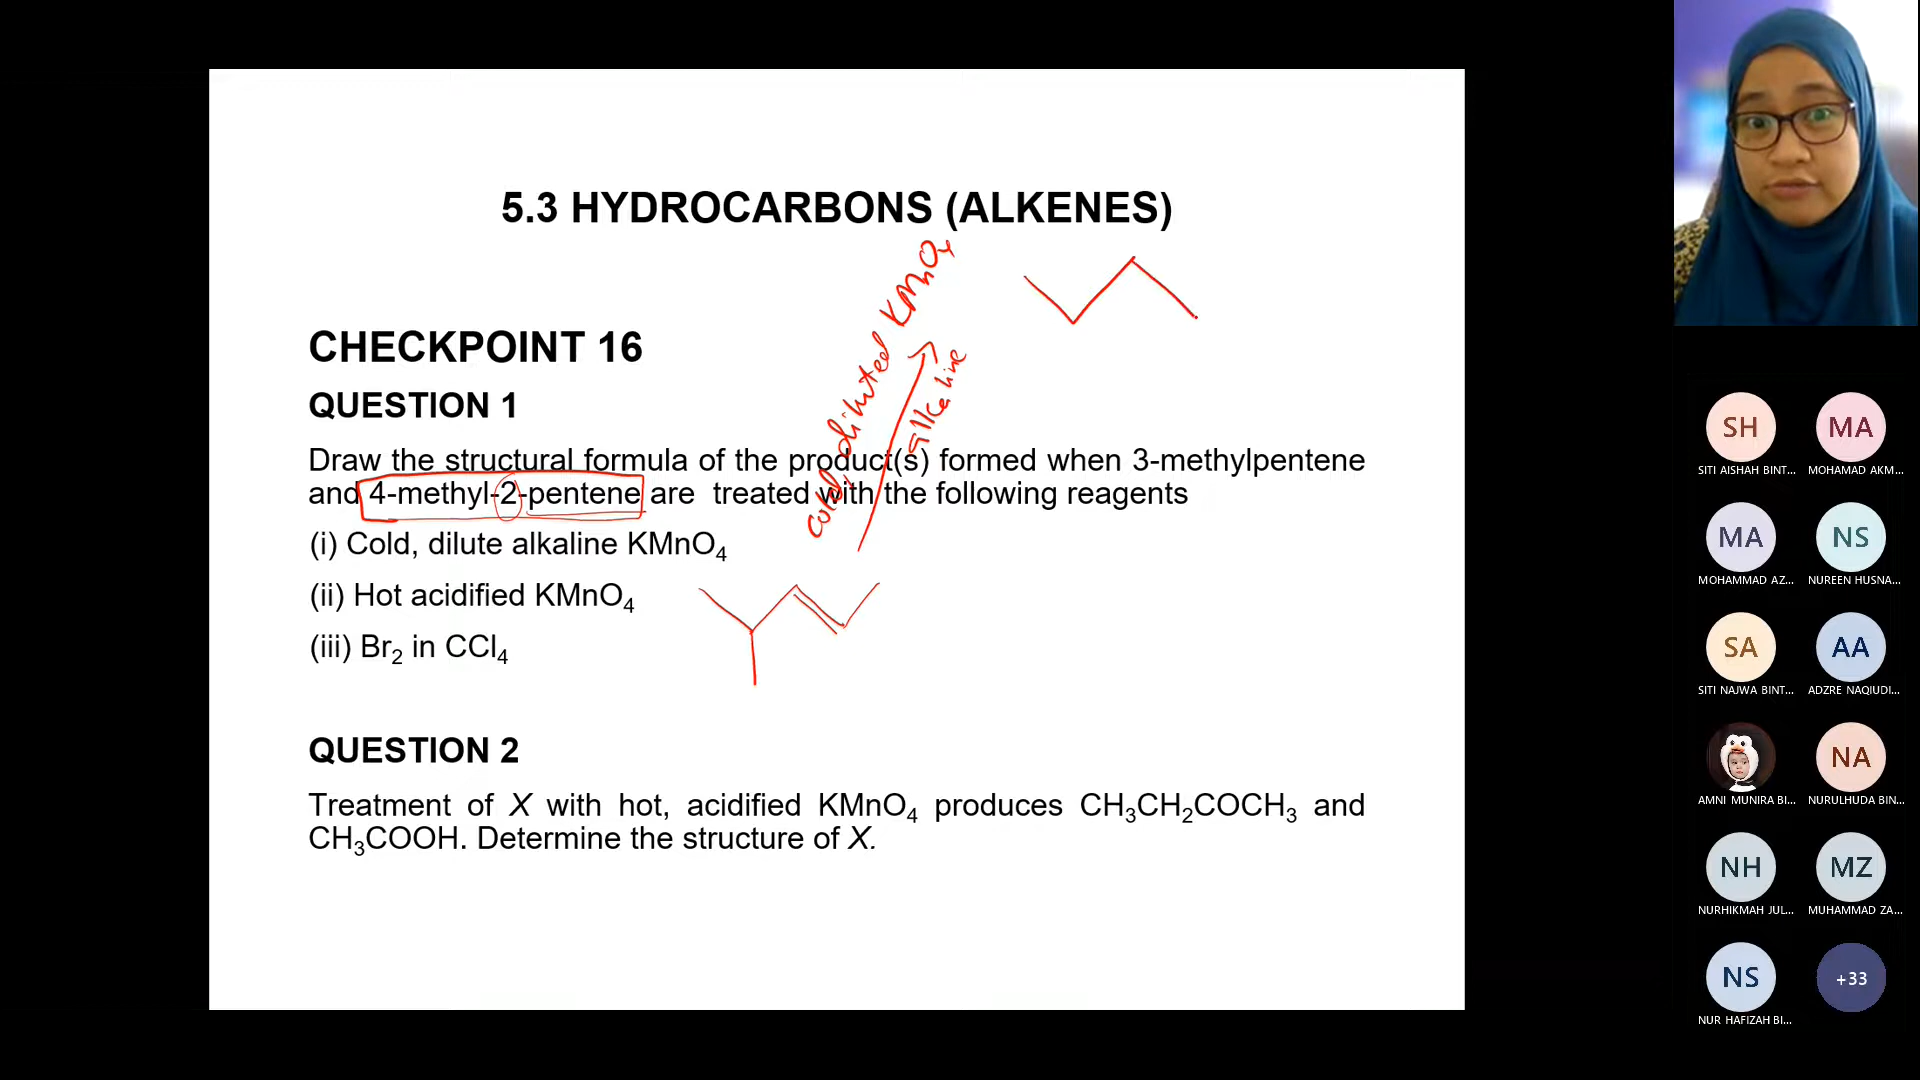 5.3 HYDROCARBONS (ALKENES)
cold, diluted KMnO4
alkaline
CHECKPOINT 16
QUESTION 1
Draw the structural formula of the product(s) formed when 3-methylpentene
and 4-methyl-2-pentene are treated with the following reagents
(i) Cold, dilute alkaline KMnO4
(ii) Hot acidified KMnO4
(iii) Br2 in CCl4
QUESTION 2
Treatment of X with hot, acidified KMnO4 produces CH3CH2COCH3 and
CH3COOH. Determine the structure of X.
SH
MA
SITI AISHAH BINT...
MOHAMAD AKM...
MA
NS
MOHAMMAD AZ...
NUREEN HUSNA...
SA
AA
SITI NAJWA BINT...
ADZRE NAQIUDI...
NA
AMNI MUNIRA BI...
NURULHUDA BIN...
NH
MZ
NURHIKMAH JUL...
MUHAMMAD ZA...
NS
+33
NUR HAFIZAH BI...